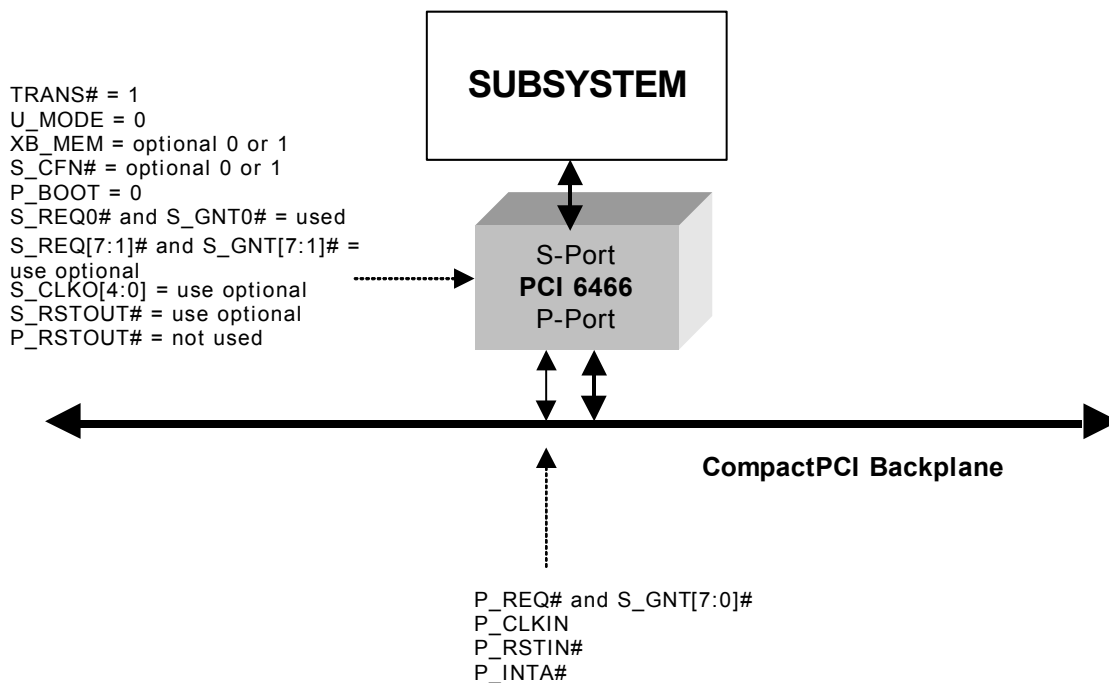 SUBSYSTEM
TRANS# = 1
U_MODE = 0
XB_MEM = optional 0 or 1
S_CFN# = optional 0 or 1
P_BOOT = 0
S_REQ0# and S_GNT0# = used
S_REQ[7:1]# and S_GNT[7:1]# =
use optional
S_CLKO[4:0] = use optional
S_RSTOUT# = use optional
P_RSTOUT# = not used
S-Port
PCI 6466
P-Port
CompactPCI Backplane
P_REQ# and S_GNT[7:0]#
P_CLKIN
P_RSTIN#
P_INTA#